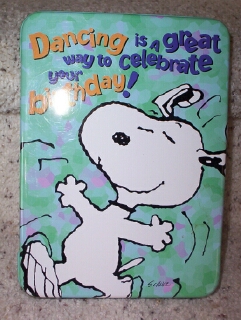 Dancing is A great
way to celebrate
your
birthday!